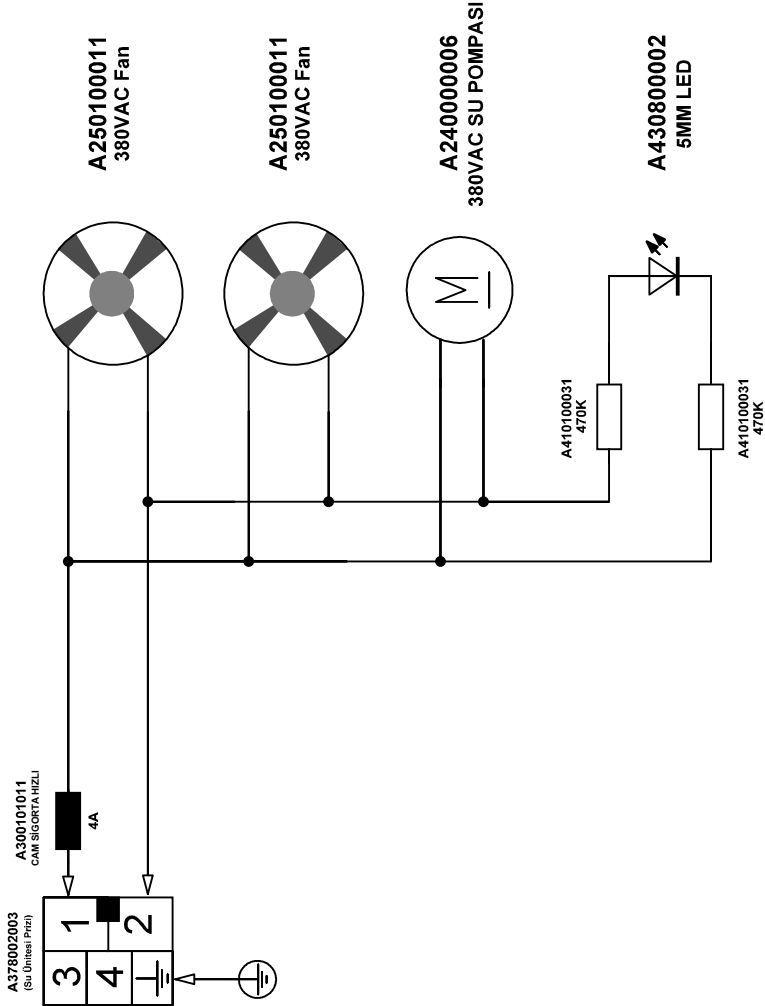 A250100011
380VAC Fan
A250100011
380VAC Fan
A240000006
380VAC SU POMPASI
A430800002
5MM LED
M
A410100031
470K
A410100031
470K
A300101011
CAM SİGORTA HIZLI
4A
A378002003
(Su Ünitesi Prizi)
1
2
3
4